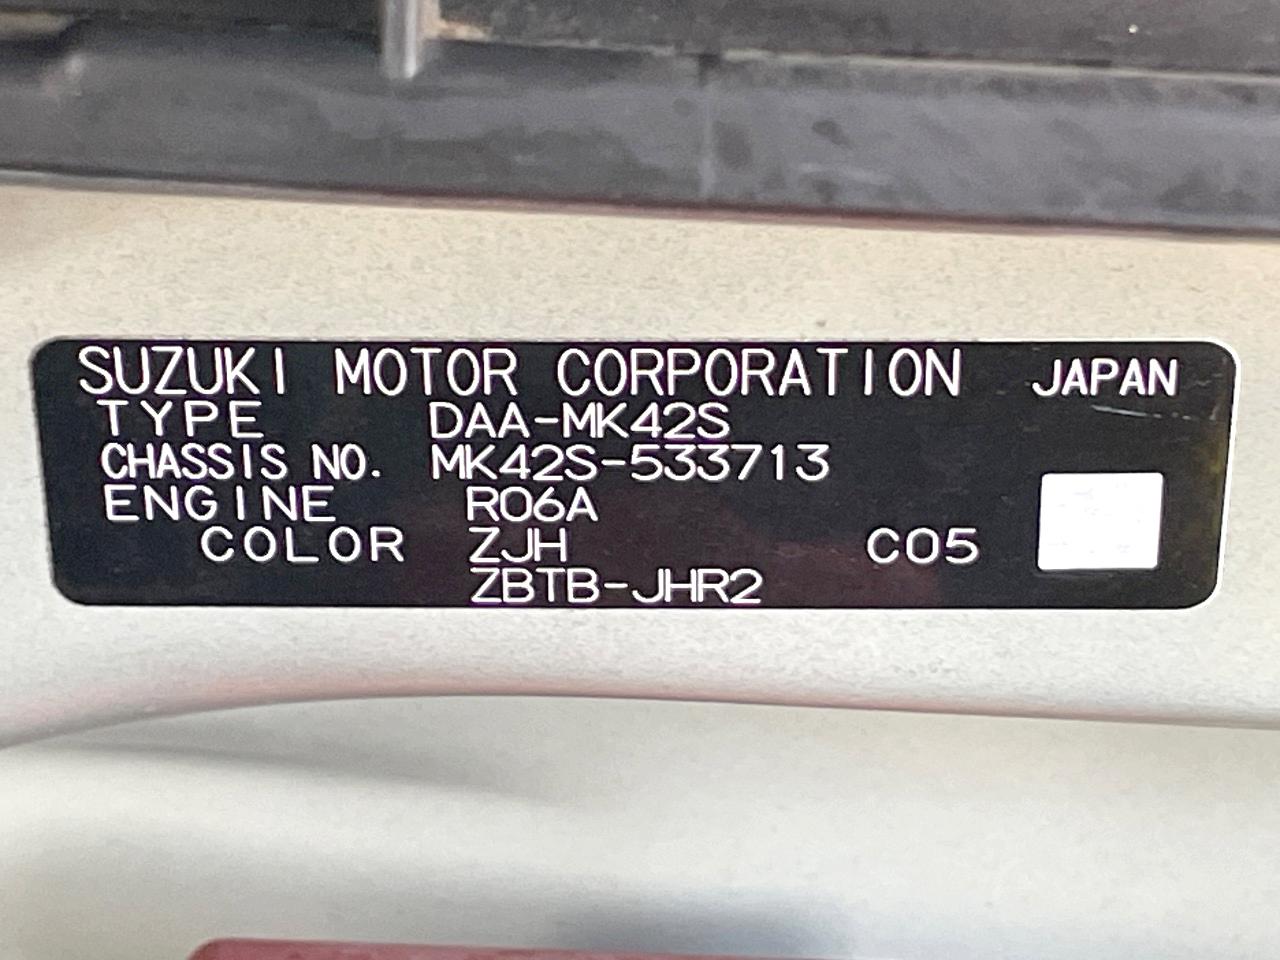 SUZUKI MOTOR CORPORATION JAPAN
TYPE DAA-MK42S
CHASSIS NO. MK42S-533713
ENGINE R06A
COLOR ZJH C05
ZBTB-JHR2